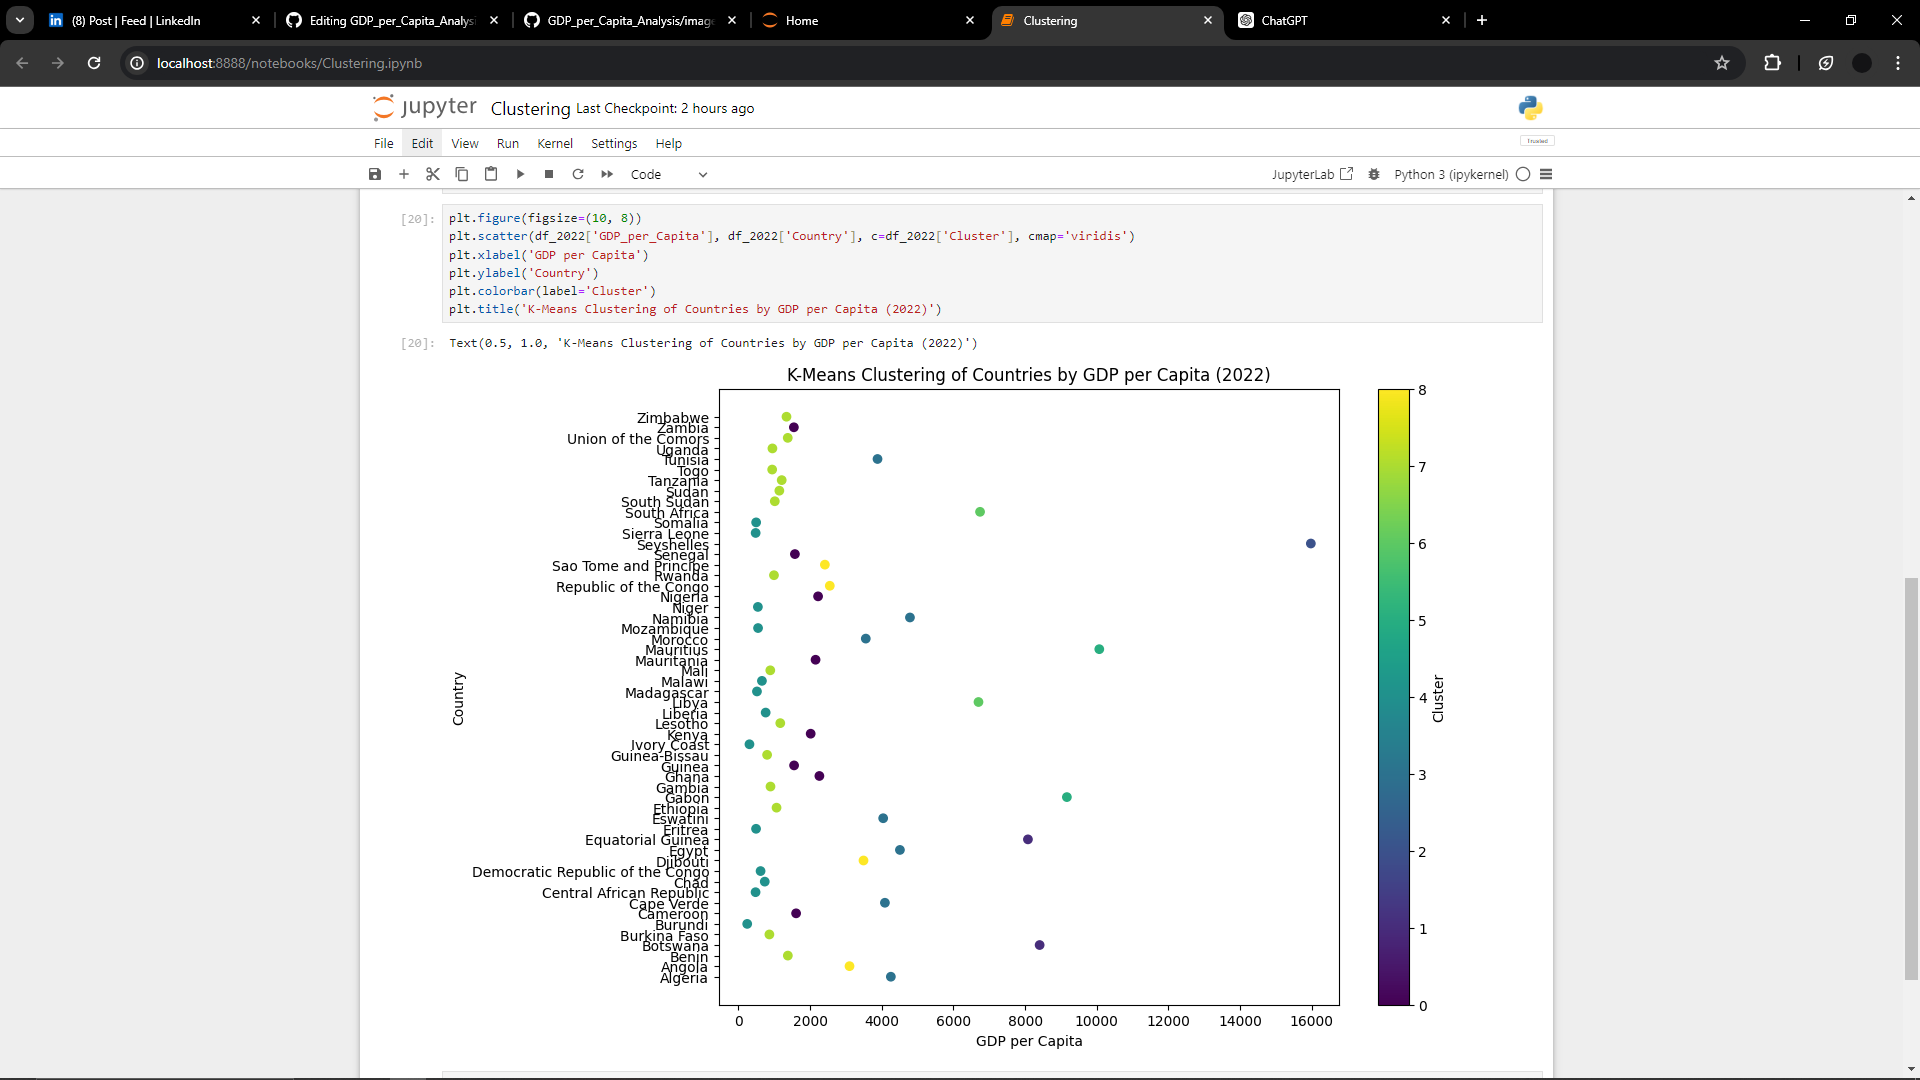 (8) Post | Feed | LinkedIn
Editing GDP_per_Capita_Analysi
GDP_per_Capita_Analysis/image
Home
Clustering
ChatGPT
localhost:8888/notebooks/Clustering.ipynb
jupyter Clustering Last Checkpoint: 2 hours ago
File Edit View Run Kernel Settings Help
Trusted
Code
JupyterLab
Python 3 (ipykernel)
[20]:
plt.figure(figsize=(10, 8))
plt.scatter(df_2022['GDP_per_Capita'], df_2022['Country'], c=df_2022['Cluster'], cmap='viridis')
plt.xlabel('GDP per Capita')
plt.ylabel('Country')
plt.colorbar(label='Cluster')
plt.title('K-Means Clustering of Countries by GDP per Capita (2022)')
[20]:
Text(0.5, 1.0, 'K-Means Clustering of Countries by GDP per Capita (2022)')
K-Means Clustering of Countries by GDP per Capita (2022)
Zimbabwe
Zambia
Union of the Comors
Uganda
Tunisia
Togo
Tanzania
Sudan
South Sudan
South Africa
Somalia
Sierra Leone
Seyshelles
Senegal
Sao Tome and Principe
Rwanda
Republic of the Congo
Nigeria
Niger
Namibia
Mozambique
Morocco
Mauritius
Mauritania
Mali
Malawi
Madagascar
Libya
Liberia
Lesotho
Kenya
Ivory Coast
Guinea-Bissau
Guinea
Ghana
Gambia
Gabon
Ethiopia
Eswatini
Eritrea
Equatorial Guinea
Egypt
Djibouti
Democratic Republic of the Congo
Chad
Central African Republic
Cape Verde
Cameroon
Burundi
Burkina Faso
Botswana
Benin
Angola
Algeria
Country
0 2000 4000 6000 8000 10000 12000 14000 16000
GDP per Capita
8
7
6
5
4
3
2
1
0
Cluster